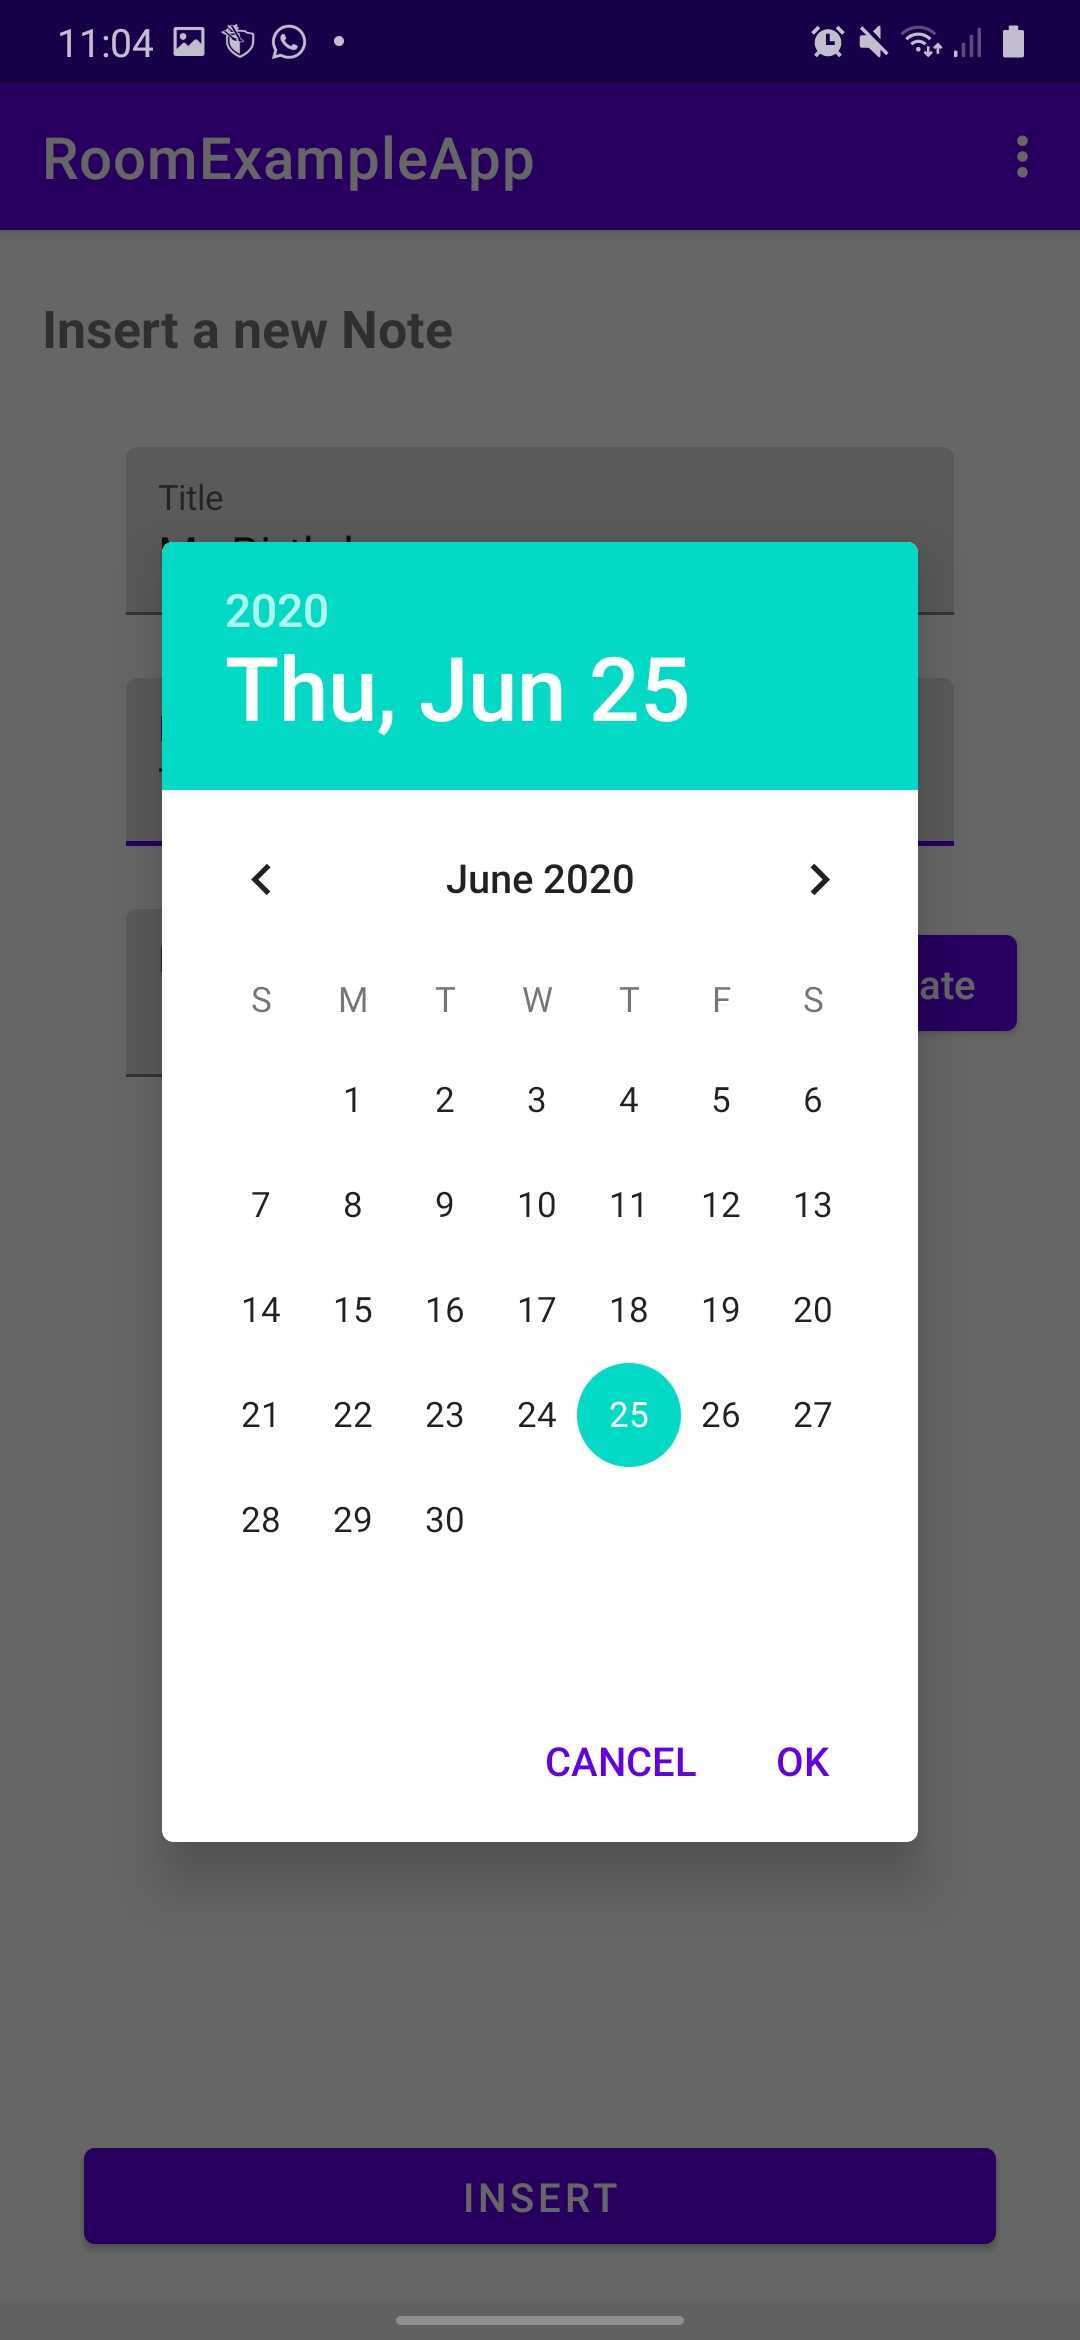 11:04
RoomExampleApp
Insert a new Note
Title
2020
Thu, Jun 25
June 2020
S M T W T F S
1 2 3 4 5 6
7 8 9 10 11 12 13
14 15 16 17 18 19 20
21 22 23 24 25 26 27
28 29 30
ate
CANCEL OK
INSERT